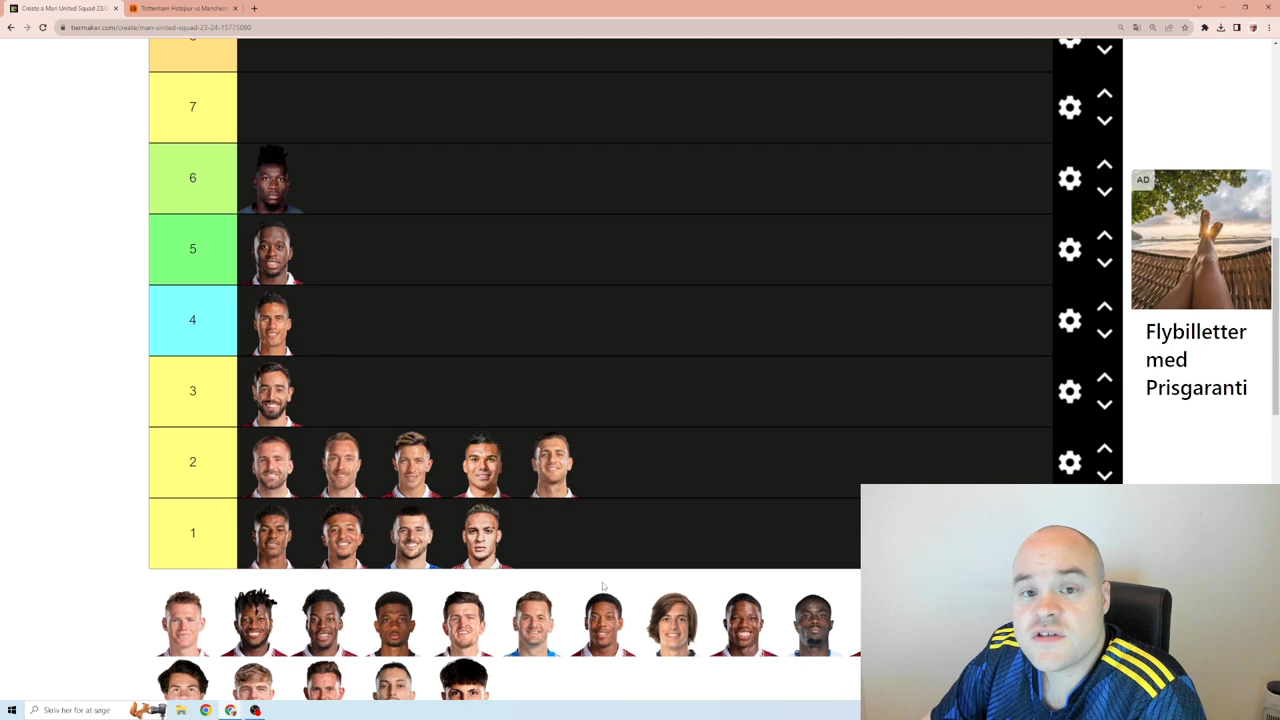 Create a Man United Squad 23/2
Tottenham Hotspur vs Manchest
tiermaker.com/create/man-united-squad-23-24-15775080
7
6
5
4
3
2
1
AD
Flybilletter
med
Prisgaranti
Skriv her for at søge